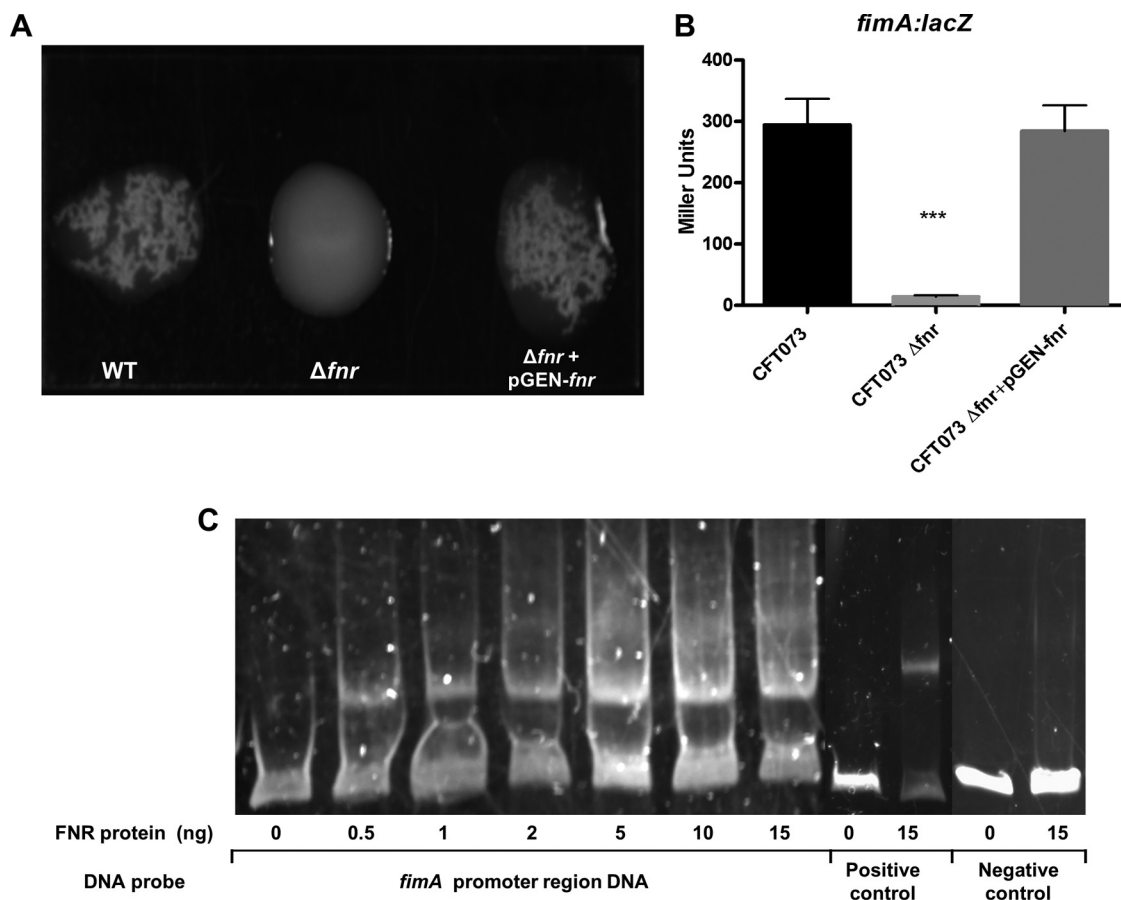 A
WT
Δfnr
Δfnr +
pGEN-fnr
B
fimA:lacZ
Miller Units
400
300
200
100
0
***
CFT073
CFT073 Δfnr
CFT073 Δfnr+pGEN-fnr
C
FNR protein (ng) 0 0.5 1 2 5 10 15 0 15 0 15
DNA probe fimA promoter region DNA
Positive
control
Negative
control